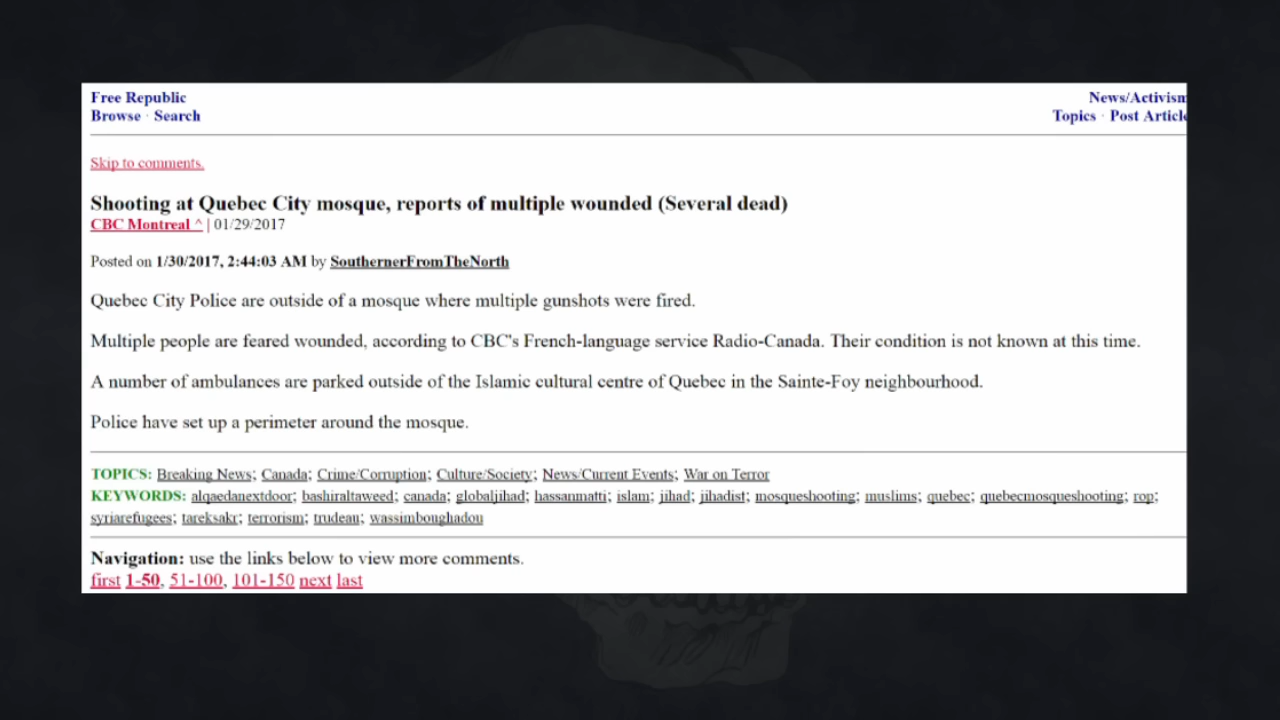 Free Republic
Browse · Search
News/Activism
Topics · Post Article
Skip to comments.
Shooting at Quebec City mosque, reports of multiple wounded (Several dead)
CBC Montreal ^ | 01/29/2017
Posted on 1/30/2017, 2:44:03 AM by SouthernerFromTheNorth
Quebec City Police are outside of a mosque where multiple gunshots were fired.
Multiple people are feared wounded, according to CBC's French-language service Radio-Canada. Their condition is not known at this time.
A number of ambulances are parked outside of the Islamic cultural centre of Quebec in the Sainte-Foy neighbourhood.
Police have set up a perimeter around the mosque.
TOPICS: Breaking News; Canada; Crime/Corruption; Culture/Society; News/Current Events; War on Terror
KEYWORDS: alqaedanextdoor; bashiraltaweed; canada; globaljihad; hassanmatti; islam; jihad; jihadist; mosqueshooting; muslims; quebec; quebecmosqueshooting; rop;
syriarefugees; tareksakr; terrorism; trudeau; wassimboughadou
Navigation: use the links below to view more comments.
first 1-50, 51-100, 101-150 next last